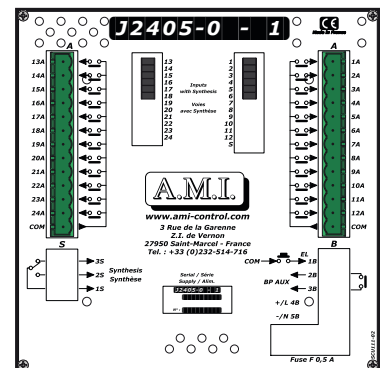 J2405-0 - 1
CE
Made in France
A
13A
14A
15A
16A
17A
18A
19A
20A
21A
22A
23A
24A
COM
13
14
15
16
17
18
19
20
21
22
23
24
Inputs
with Synthesis
Voies
avec Synthèse
1
2
3
4
5
6
7
8
9
10
11
12
S
A
1A
2A
3A
4A
5A
6A
7A
8A
9A
10A
11A
12A
COM
A.M.I.
www.ami-control.com
3 Rue de la Garenne
Z.I. de Vernon
27950 Saint-Marcel - France
Tel. : +33 (0)232-514-716
S
3S
2S
1S
Synthesis
Synthèse
Serial / Série
Supply / Alim.
J2405-0 - 1
N° :
B
COM
EL
1B
2B
BP AUX
3B
+/L 4B
-/N 5B
Fuse F 0,5 A
SCU111-02